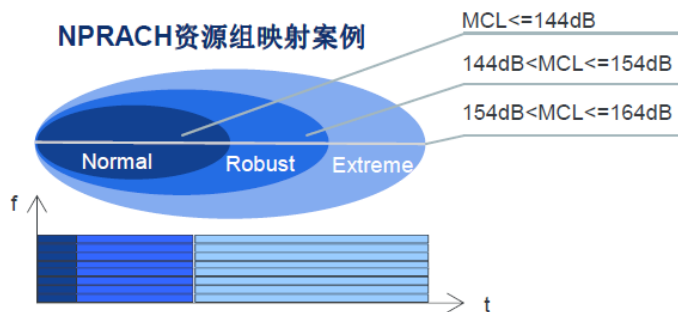 NPRACH资源组映射案例
MCL<=144dB
144dB<MCL<=154dB
154dB<MCL<=164dB
Normal
Robust
Extreme
f
t